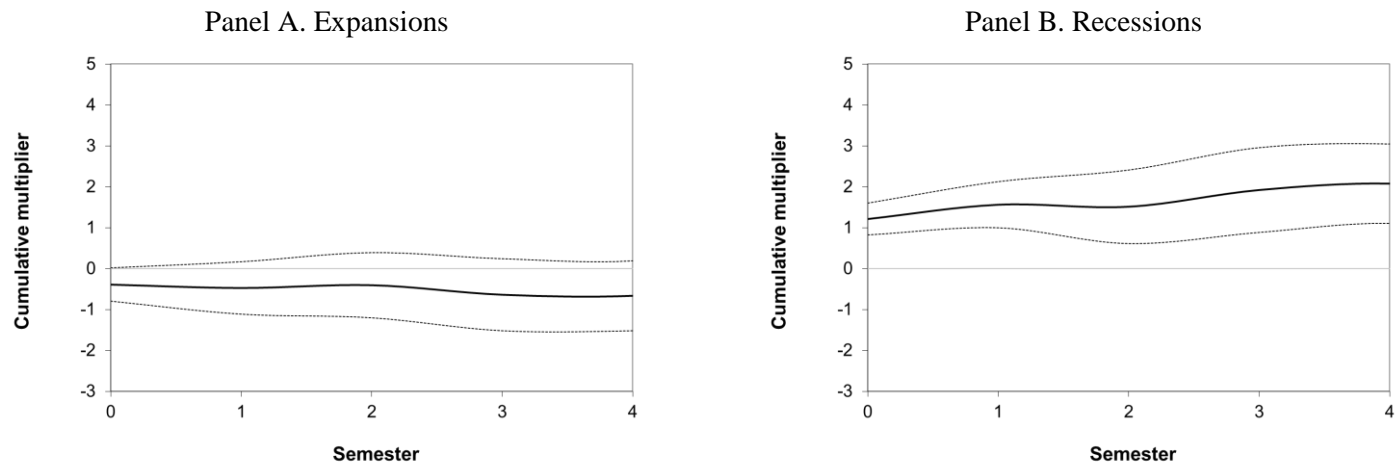 Panel A. Expansions
5
4
3
2
1
0
-1
-2
-3
Cumulative multiplier
0 1 2 3 4
Semester
Panel B. Recessions
5
4
3
2
1
0
-1
-2
-3
Cumulative multiplier
0 1 2 3 4
Semester